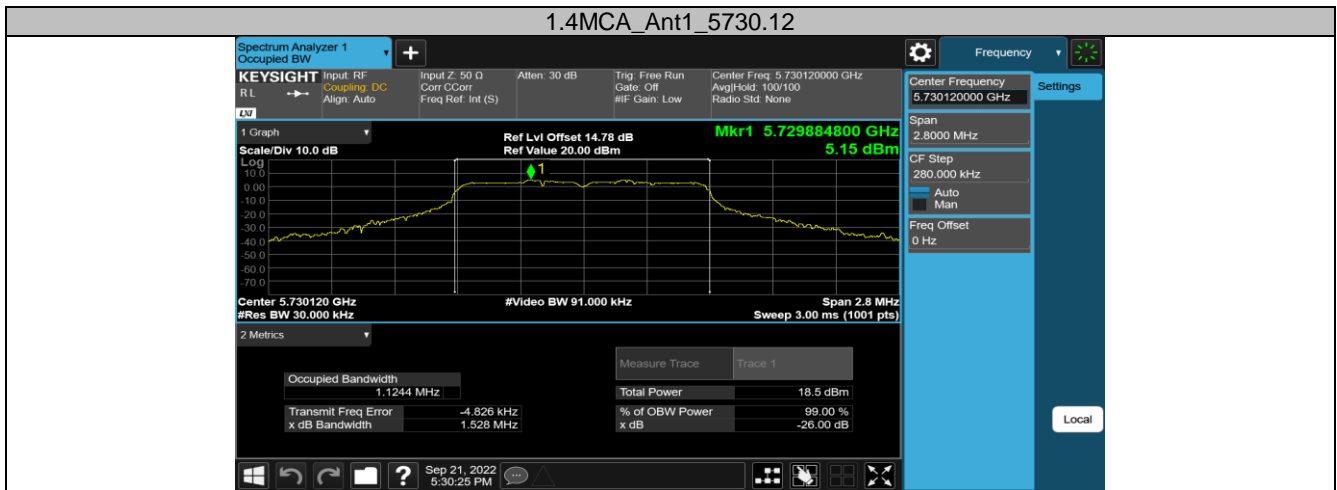 1.4MCA_Ant1_5730.12
Spectrum Analyzer 1
Occupied BW
+
Frequency
KEYSIGHT
RL
LXI
Input: RF
Coupling: DC
Align: Auto
Input Z: 50 Ω
Corr CCorr
Freq Ref: Int (S)
Atten: 30 dB
Trig: Free Run
Gate: Off
#IF Gain: Low
Center Freq: 5.730120000 GHz
Avg|Hold: 100/100
Radio Std: None
Center Frequency
5.730120000 GHz
Settings
Span
2.8000 MHz
CF Step
280.000 kHz
Auto
Man
Freq Offset
0 Hz
Local
1 Graph
Scale/Div 10.0 dB
Ref Lvl Offset 14.78 dB
Ref Value 20.00 dBm
Mkr1 5.729884800 GHz
5.15 dBm
Log
10.0
0.00
-10.0
-20.0
-30.0
-40.0
-50.0
-60.0
-70.0
1
Center 5.730120 GHz
#Video BW 91.000 kHz
Span 2.8 MHz
#Res BW 30.000 kHz
Sweep 3.00 ms (1001 pts)
2 Metrics
Measure Trace Trace 1
Occupied Bandwidth
1.1244 MHz
Total Power 18.5 dBm
Transmit Freq Error -4.826 kHz
% of OBW Power 99.00 %
x dB Bandwidth 1.528 MHz
x dB -26.00 dB
?
Sep 21, 2022
5:30:25 PM